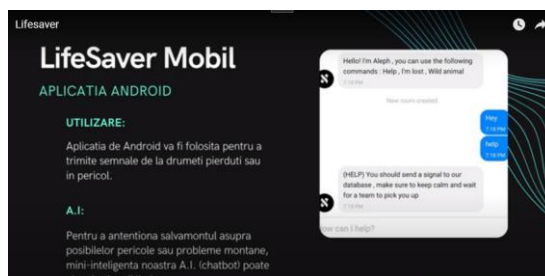 Lifesaver
LifeSaver Mobil
APLICATIA ANDROID
UTILIZARE:
Aplicatia de Android va fi folosita pentru a
trimite semnale de la drumeti pierduti sau
in pericol.
A.I:
Pentru a antentiona salvamontul asupra
posibilelor pericole sau probleme montane,
mini-inteligenta noastra A.I. (chatbot) poate
Hello! I'm Aleph , you can use the following
commands : Help , I'm lost , Wild animal
7:18 PM
New room created.
Hey
7:18 PM
help
7:18 PM
(HELP) You should send a signal to our
database , make sure to keep calm and wait
for a team to pick you up
7:18 PM
ow can I help?